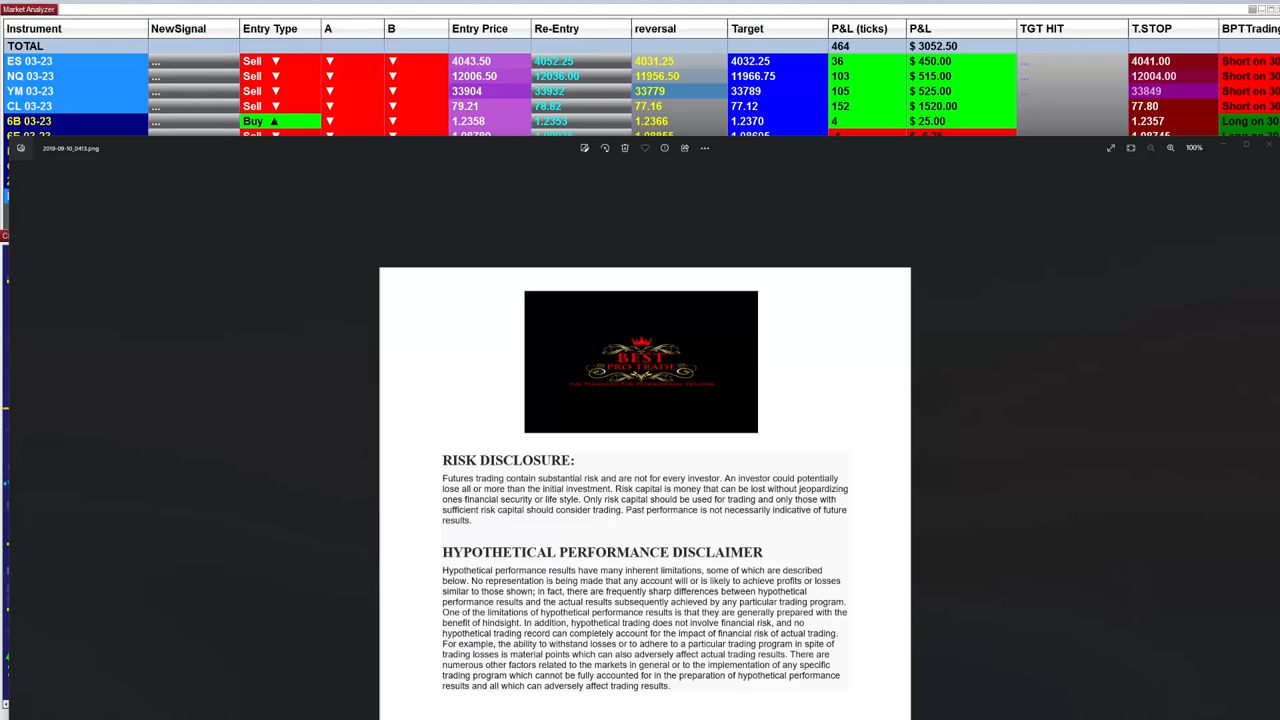 Market Analyzer
Instrument NewSignal Entry Type A B Entry Price Re-Entry reversal Target P&L (ticks) P&L TGT HIT T.STOP BPTTrading
TOTAL 464 $ 3052.50
ES 03-23 ... Sell ▼ ▼ ▼ 4043.50 4052.25 4031.25 4032.25 36 $ 450.00 ... 4041.00 Short on 30
NQ 03-23 ... Sell ▼ ▼ ▼ 12006.50 12036.00 11956.50 11966.75 103 $ 515.00 ... 12004.00 Short on 30
YM 03-23 ... Sell ▼ ▼ ▼ 33904 33932 33779 33789 105 $ 525.00 ... 33849 Short on 30
CL 03-23 ... Sell ▼ ▼ ▼ 79.21 78.82 77.16 77.12 152 $ 1520.00 ... 77.80 Short on 30
6B 03-23 ... Buy ▲ ▼ ▼ 1.2358 1.2353 1.2366 1.2370 4 $ 25.00 ... 1.2357 Long on 30
2019-09-10_0413.png 100%
BEST
PRO TRADE
RISK DISCLOSURE:
Futures trading contain substantial risk and are not for every investor. An investor could potentially
lose all or more than the initial investment. Risk capital is money that can be lost without jeopardizing
ones financial security or life style. Only risk capital should be used for trading and only those with
sufficient risk capital should consider trading. Past performance is not necessarily indicative of future
results.
HYPOTHETICAL PERFORMANCE DISCLAIMER
Hypothetical performance results have many inherent limitations, some of which are described
below. No representation is being made that any account will or is likely to achieve profits or losses
similar to those shown; in fact, there are frequently sharp differences between hypothetical
performance results and the actual results subsequently achieved by any particular trading program.
One of the limitations of hypothetical performance results is that they are generally prepared with the
benefit of hindsight. In addition, hypothetical trading does not involve financial risk, and no
hypothetical trading record can completely account for the impact of financial risk of actual trading.
For example, the ability to withstand losses or to adhere to a particular trading program in spite of
trading losses is material points which can also adversely affect actual trading results. There are
numerous other factors related to the markets in general or to the implementation of any specific
trading program which cannot be fully accounted for in the preparation of hypothetical performance
results and all which can adversely affect trading results.